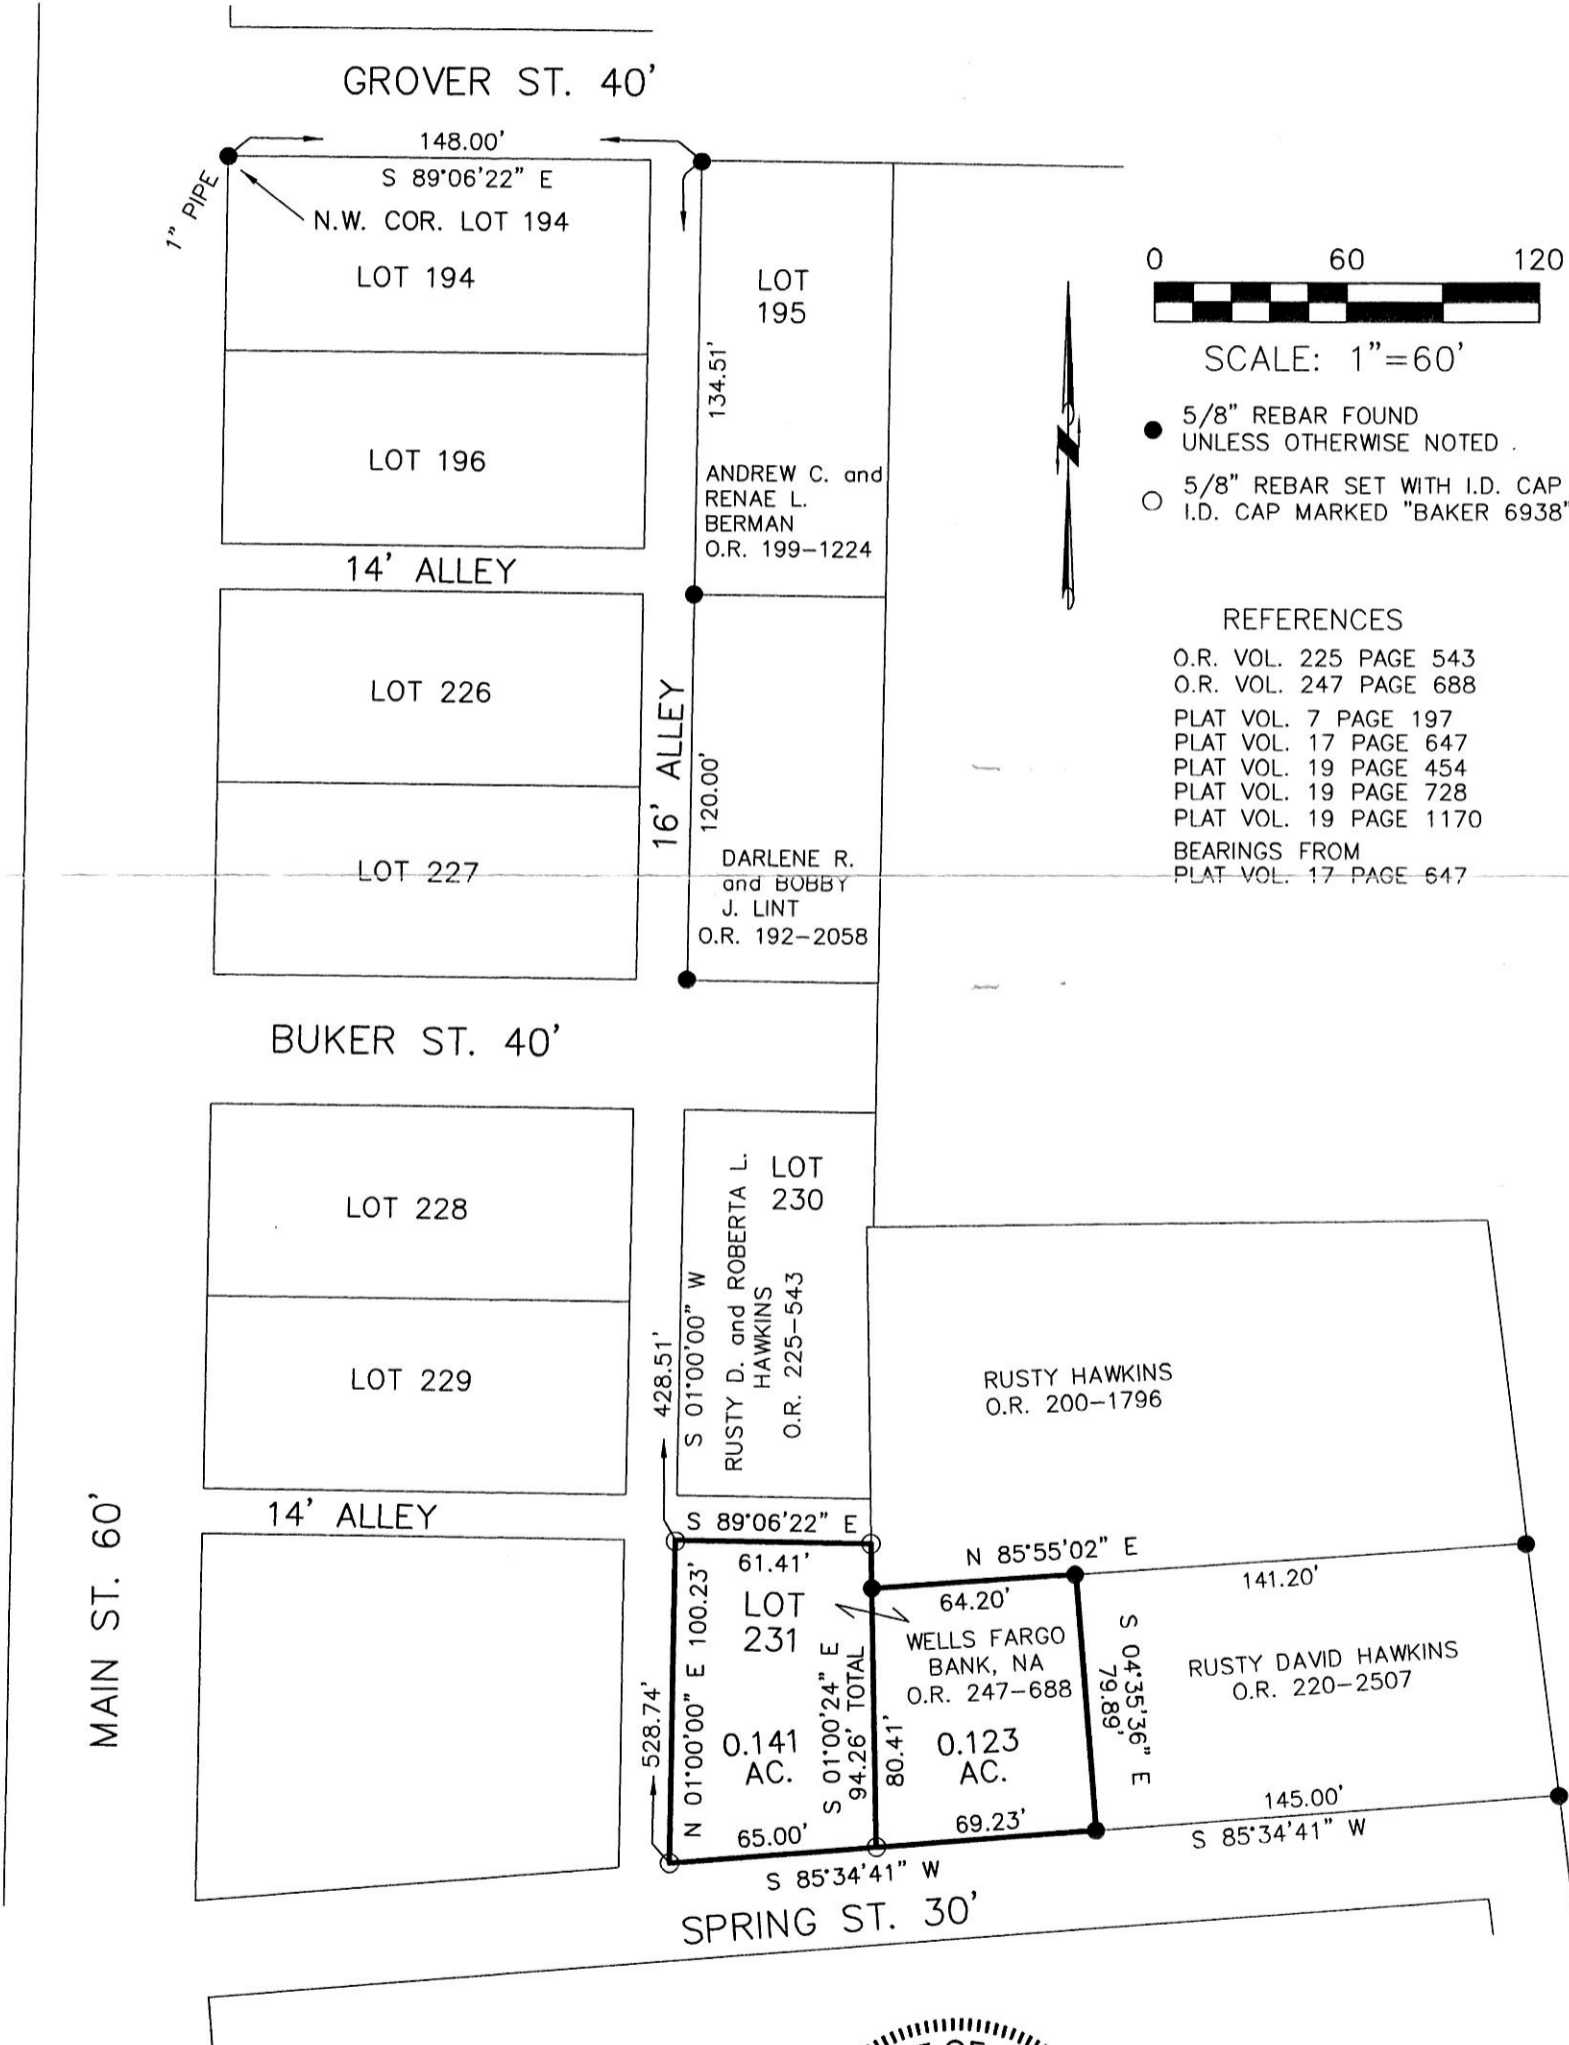 GROVER ST. 40'
148.00'
S 89°06'22" E
1" PIPE
N.W. COR. LOT 194
LOT 194
LOT
195
134.51'
LOT 196
ANDREW C. and
RENAE L.
BERMAN
O.R. 199-1224
14' ALLEY
0 60 120
SCALE: 1"=60'
5/8" REBAR FOUND
UNLESS OTHERWISE NOTED .
5/8" REBAR SET WITH I.D. CAP
I.D. CAP MARKED "BAKER 6938"
REFERENCES
O.R. VOL. 225 PAGE 543
O.R. VOL. 247 PAGE 688
PLAT VOL. 7 PAGE 197
PLAT VOL. 17 PAGE 647
PLAT VOL. 19 PAGE 454
PLAT VOL. 19 PAGE 728
PLAT VOL. 19 PAGE 1170
BEARINGS FROM
PLAT VOL. 17 PAGE 647
LOT 226
16' ALLEY
120.00'
LOT 227
DARLENE R.
and BOBBY
J. LINT
O.R. 192-2058
BUKER ST. 40'
LOT 228
LOT
230
RUSTY D. and ROBERTA L.
HAWKINS
O.R. 225-543
S 01°00'00" W
428.51'
LOT 229
RUSTY HAWKINS
O.R. 200-1796
14' ALLEY
MAIN ST. 60'
S 89°06'22" E
61.41'
N 85°55'02" E
64.20'
141.20'
LOT
231
N 01°00'00" E 100.23'
528.74'
0.141
AC.
S 01°00'24" E
94.26' TOTAL
80.41'
WELLS FARGO
BANK, NA
O.R. 247-688
0.123
AC.
S 04°35'36" E
79.89'
RUSTY DAVID HAWKINS
O.R. 220-2507
65.00'
69.23'
145.00'
S 85°34'41" W
S 85°34'41" W
SPRING ST. 30'